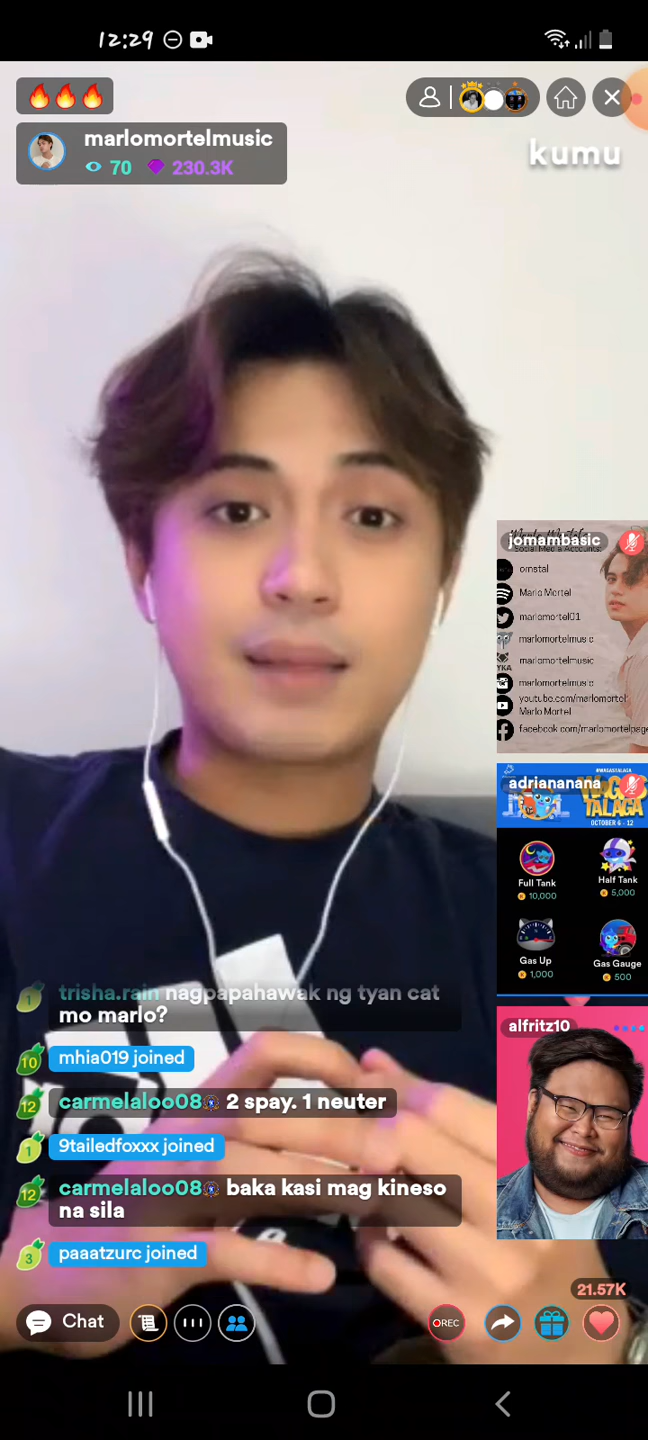 12:29
marlomortelmusic
70 230.3K
kumu
jomambasic
Social Media Accounts:
ornstal
Marlo Mortel
marlomortel01
marlomortelmusic
marlomortelmusic
marlomortelmusic
youtube.com/marlomortel
Marlo Mortel
facebook.com/marlomortelpage
adriananana
#WAGASTALAGA
TALAGA
OCTOBER 6 - 12
Full Tank
10,000
Half Tank
5,000
Gas Up
1,000
Gas Gauge
500
alfritz10
1 trisha.rain nagpapahawak ng tyan cat
mo marlo?
10 mhia019 joined
12 carmelaloo08 2 spay. 1 neuter
1 9tailedfoxxx joined
12 carmelaloo08 baka kasi mag kineso
na sila
3 paaatzurc joined
21.57K
Chat
REC